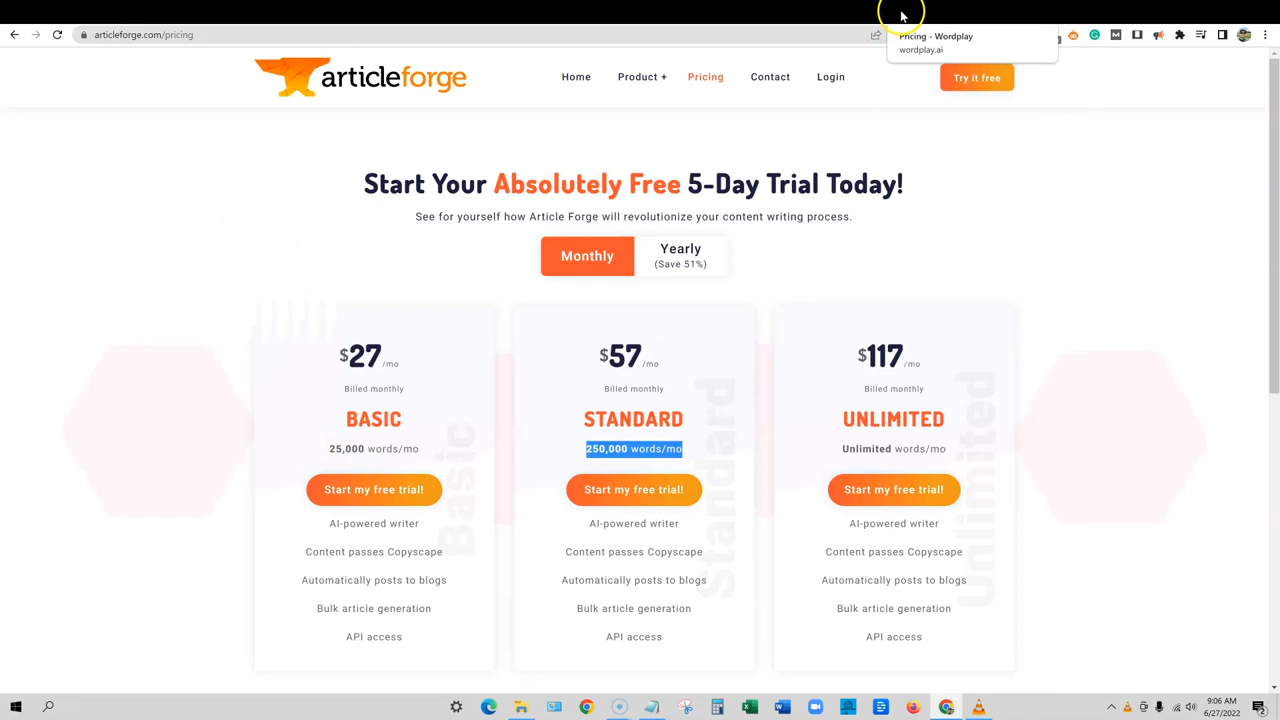 Pricing - Wordplay
wordplay.ai
articleforge.com/pricing
articleforge
Home
Product +
Pricing
Contact
Login
Try it free
Start Your Absolutely Free 5-Day Trial Today!
See for yourself how Article Forge will revolutionize your content writing process.
Monthly
Yearly
(Save 51%)
$27 /mo
Billed monthly
BASIC
25,000 words/mo
Start my free trial!
AI-powered writer
Content passes Copyscape
Automatically posts to blogs
Bulk article generation
API access
Basic
$57 /mo
Billed monthly
STANDARD
250,000 words/mo
Start my free trial!
AI-powered writer
Content passes Copyscape
Automatically posts to blogs
Bulk article generation
API access
Standard
$117 /mo
Billed monthly
UNLIMITED
Unlimited words/mo
Start my free trial!
AI-powered writer
Content passes Copyscape
Automatically posts to blogs
Bulk article generation
API access
Unlimited
9:06 AM
6/27/2022